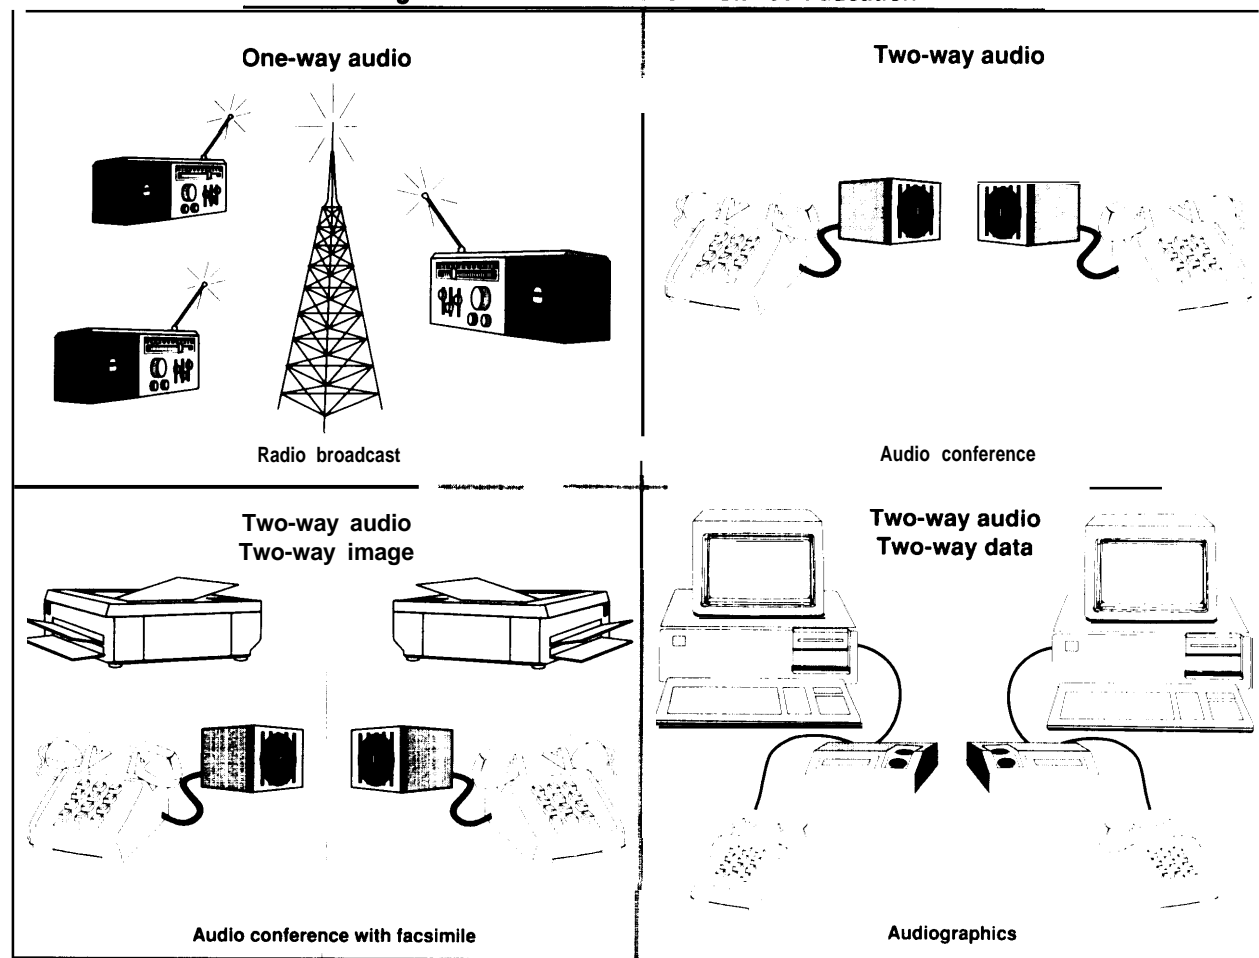 One-way audio
Radio broadcast
Two-way audio
Audio conference
Two-way audio
Two-way image
Audio conference with facsimile
Two-way audio
Two-way data
Audiographics